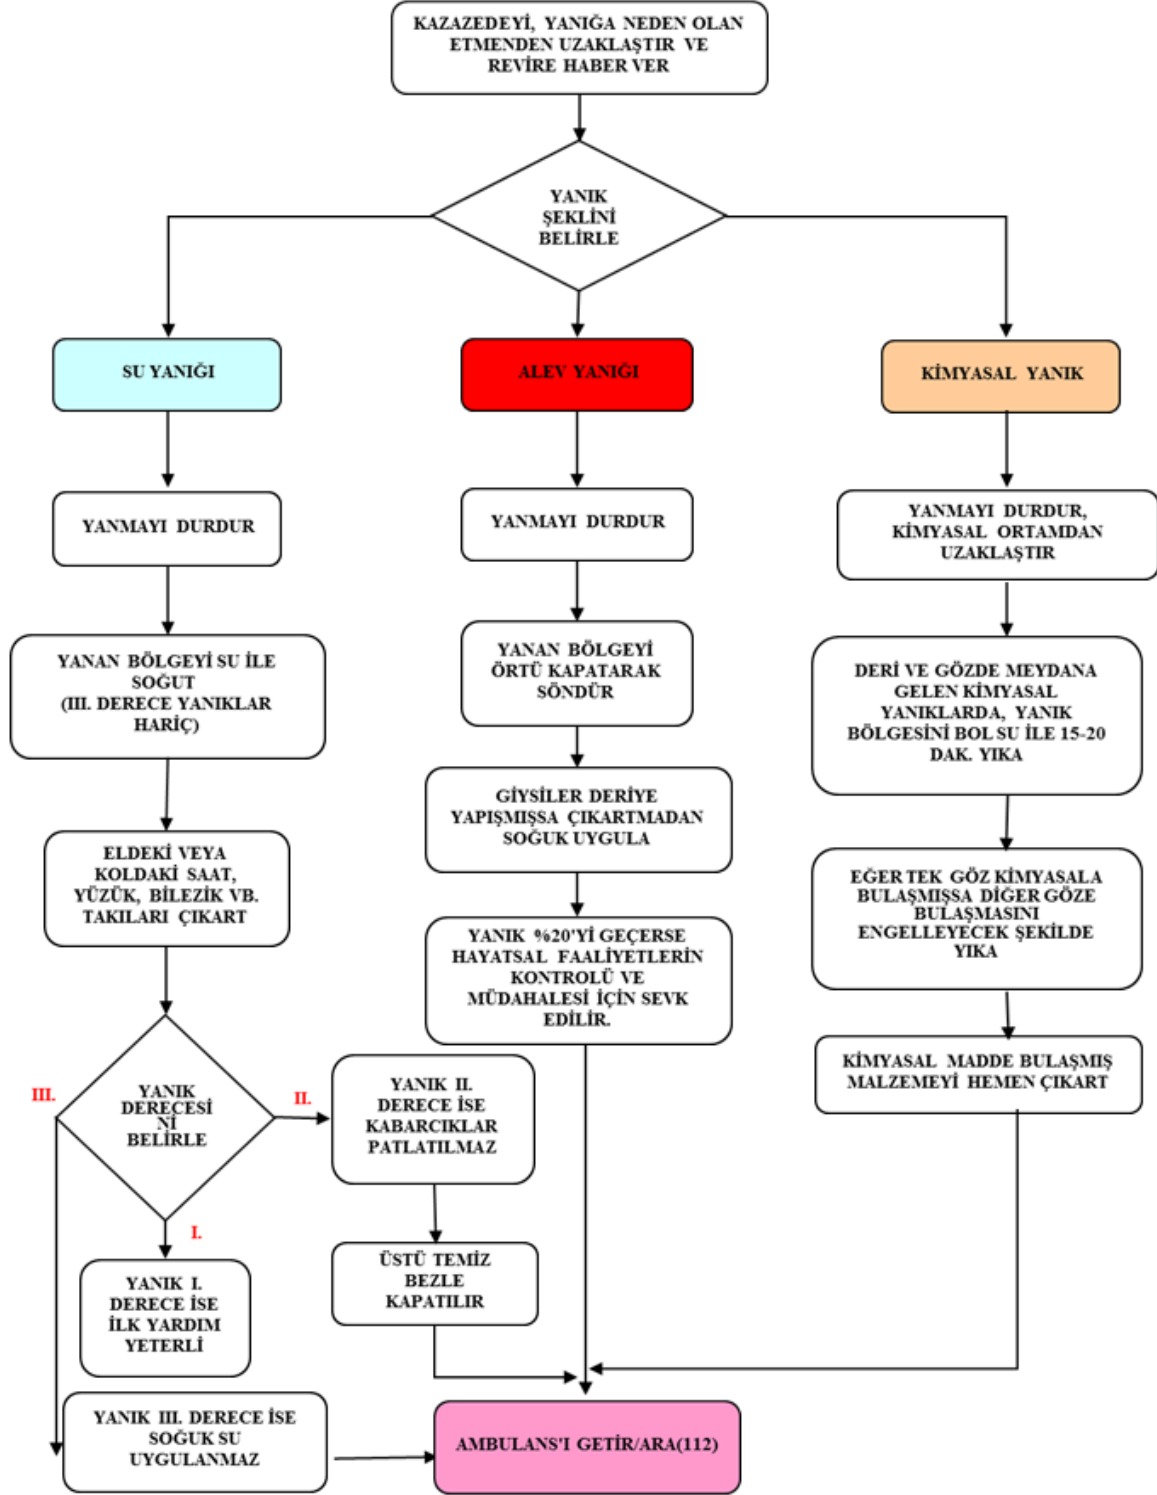 KAZAZEDEYİ, YANIĞA NEDEN OLAN
ETMENDEN UZAKLAŞTIR VE
REVİRE HABER VER
YANIK
ŞEKLİNİ
BELİRLE
SU YANIĞI
ALEV YANIĞI
KİMYASAL YANIK
YANMAYI DURDUR
YANMAYI DURDUR
YANMAYI DURDUR,
KİMYASAL ORTAMDAN
UZAKLAŞTIR
YANAN BÖLGEYİ SU İLE
SOĞUT
(III. DERECE YANIKLAR
HARİÇ)
YANAN BÖLGEYİ
ÖRTÜ KAPATARAK
SÖNDÜR
DERİ VE GÖZDE MEYDANA
GELEN KİMYASAL
YANIKLARDA, YANIK
BÖLGESİNİ BOL SU İLE 15-20
DAK. YIKA
ELDEKİ VEYA
KOLDAKİ SAAT,
YÜZÜK, BİLEZİK VB.
TAKILARI ÇIKART
GİYSİLER DERİYE
YAPIŞMIŞSA ÇIKARTMADAN
SOĞUK UYGULA
EĞER TEK GÖZ KİMYASALA
BULAŞMIŞSA DİĞER GÖZE
BULAŞMASINI
ENGELLEYECEK ŞEKİLDE
YIKA
YANIK %20'Yİ GEÇERSE
HAYATSAL FAALİYETLERİN
KONTROLÜ VE
MÜDAHALESİ İÇİN SEVK
EDİLİR.
KİMYASAL MADDE BULAŞMIŞ
MALZEMEYİ HEMEN ÇIKART
YANIK
DERECESİ
Nİ
BELİRLE
III.
II.
I.
YANIK II.
DERECE İSE
KABARCIKLAR
PATLATILMAZ
ÜSTÜ TEMİZ
BEZLE
KAPATILIR
YANIK I.
DERECE İSE
İLK YARDIM
YETERLİ
YANIK III. DERECE İSE
SOĞUK SU
UYGULANMAZ
AMBULANS'I GETİR/ARA(112)